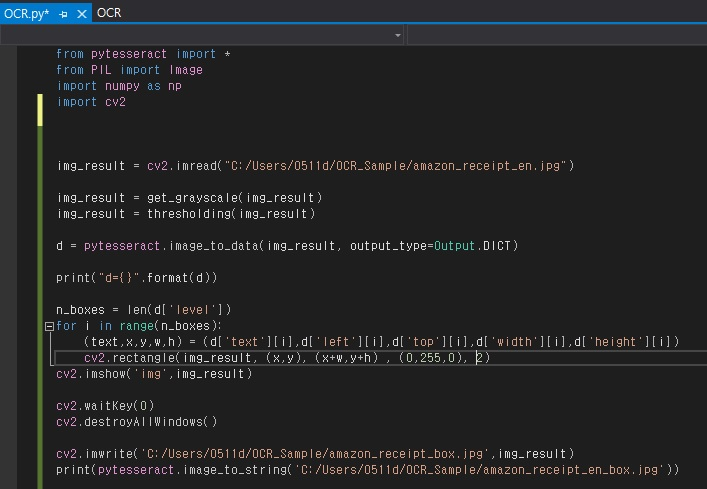 OCR.py* OCR
from pytesseract import *
from PIL import Image
import numpy as np
import cv2
img_result = cv2.imread("C:/Users/0511d/OCR_Sample/amazon_receipt_en.jpg")
img_result = get_grayscale(img_result)
img_result = thresholding(img_result)
d = pytesseract.image_to_data(img_result, output_type=Output.DICT)
print("d={}".format(d))
n_boxes = len(d['level'])
for i in range(n_boxes):
(text,x,y,w,h) = (d['text'][i],d['left'][i],d['top'][i],d['width'][i],d['height'][i])
cv2.rectangle(img_result, (x,y), (x+w,y+h) , (0,255,0), 2)
cv2.imshow('img',img_result)
cv2.waitKey(0)
cv2.destroyAllWindows()
cv2.imwrite('C:/Users/0511d/OCR_Sample/amazon_receipt_box.jpg',img_result)
print(pytesseract.image_to_string('C:/Users/0511d/OCR_Sample/amazon_receipt_en_box.jpg'))